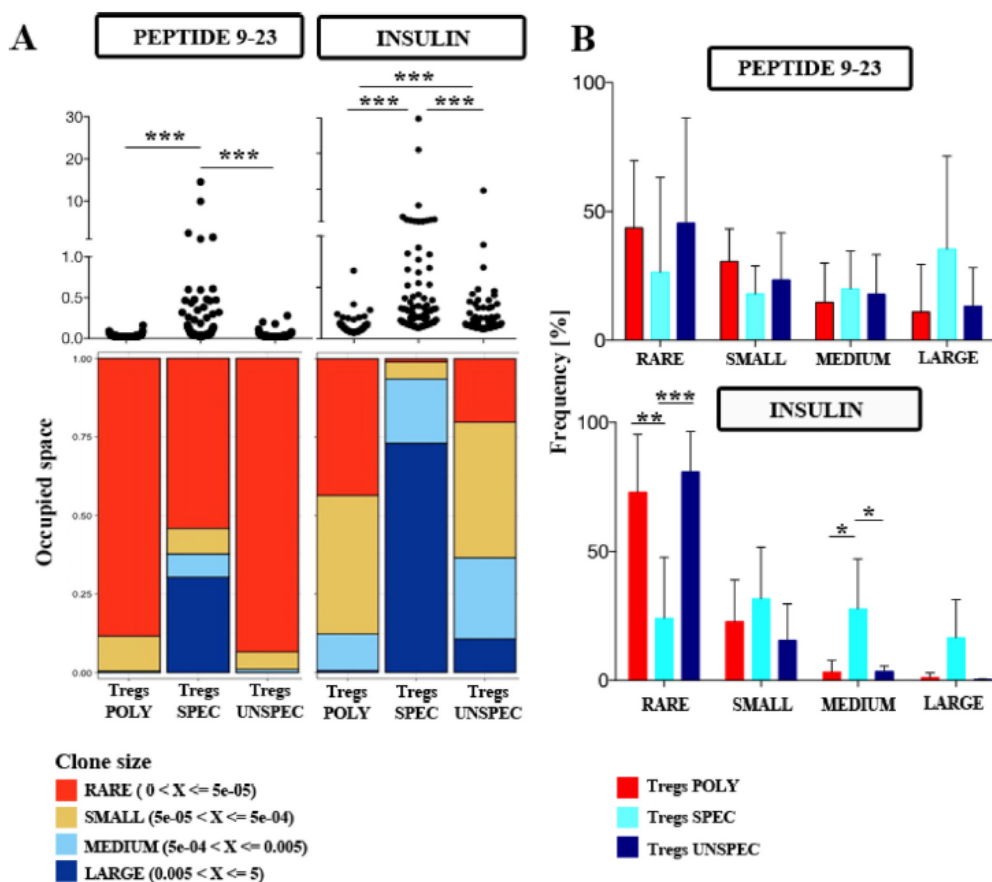 A
PEPTIDE 9-23
INSULIN
*** ***
***
*** ***
30
20
10
1.0
0.5
0.0
Occupied space
1.00
0.75
0.50
0.25
0.00
Tregs POLY
Tregs SPEC
Tregs UNSPEC
Tregs POLY
Tregs SPEC
Tregs UNSPEC
Clone size
RARE ( 0 < X <= 5e-05)
SMALL (5e-05 < X <= 5e-04)
MEDIUM (5e-04 < X <= 0.005)
LARGE (0.005 < X <= 5)
B
PEPTIDE 9-23
Frequency [%]
100
50
0
RARE SMALL MEDIUM LARGE
INSULIN
** ***
* *
100
50
0
RARE SMALL MEDIUM LARGE
Tregs POLY
Tregs SPEC
Tregs UNSPEC